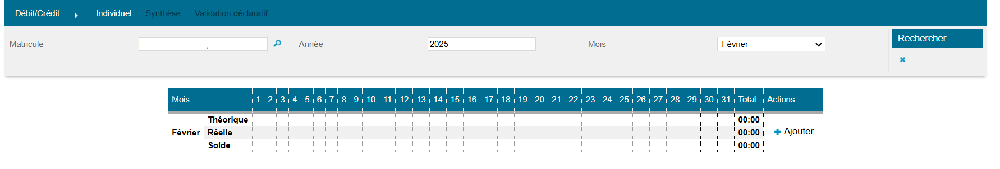 Débit/Crédit Individuel Synthèse Validation déclaratif
Matricule Année 2025 Mois Février Rechercher
Mois 1 2 3 4 5 6 7 8 9 10 11 12 13 14 15 16 17 18 19 20 21 22 23 24 25 26 27 28 29 30 31 Total Actions
Théorique 00:00
Février Réelle 00:00 Ajouter
Solde 00:00